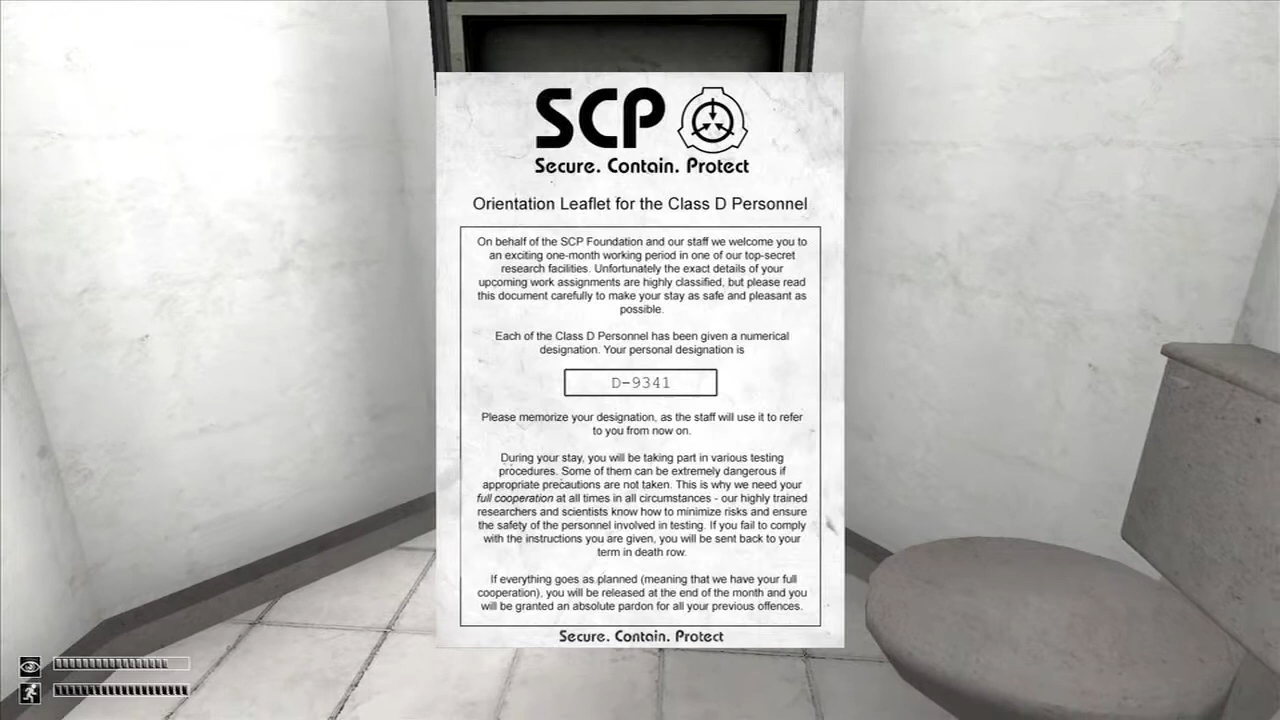 SCP
Secure. Contain. Protect
Orientation Leaflet for the Class D Personnel
On behalf of the SCP Foundation and our staff we welcome you to
an exciting one-month working period in one of our top-secret
research facilities. Unfortunately the exact details of your
upcoming work assignments are highly classified, but please read
this document carefully to make your stay as safe and pleasant as
possible.
Each of the Class D Personnel has been given a numerical
designation. Your personal designation is
D-9341
Please memorize your designation, as the staff will use it to refer
to you from now on.
During your stay, you will be taking part in various testing
procedures. Some of them can be extremely dangerous if
appropriate precautions are not taken. This is why we need your
full cooperation at all times in all circumstances - our highly trained
researchers and scientists know how to minimize risks and ensure
the safety of the personnel involved in testing. If you fail to comply
with the instructions you are given, you will be sent back to your
term in death row.
If everything goes as planned (meaning that we have your full
cooperation), you will be released at the end of the month and you
will be granted an absolute pardon for all your previous offences.
Secure. Contain. Protect